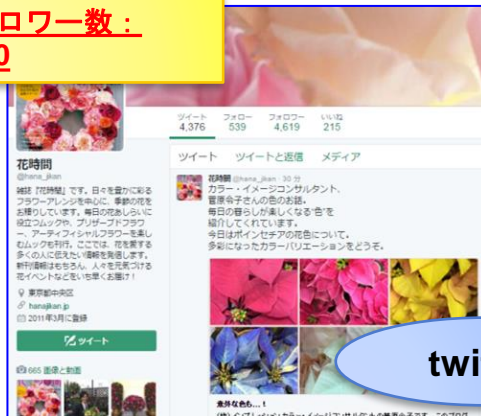 ロワー数：
0
ツイート フォロー フォロワー いいね
4,376 539 4,619 215
花時間
@hana_jikan
雑誌『花時間』です。日々を豊かに彩る
フラワーアレンジを中心に、季節の花を
お贈りしています。毎日の花あしらいに
役立つムックや、プリザーブドフラワ
ー、アーティフィシャルフラワーを楽し
むムックも刊行。ここでは、花を愛する
多くの人に伝えたい情報を発信します。
新刊情報はもちろん、人々を元気づける
花イベントなどをいち早くお届け！
東京都中央区
hanajikan.jp
2011年3月に登録
ツイート
665 画像と動画
ツイート ツイートと返信 メディア
花時間 @hana_jikan · 30 分
カラー・イメージコンサルタント、
菅原令子さんの色のお話。
毎日の暮らしが楽しくなる"色"を
紹介してくれています。
今日はポインセチアの花色について。
多彩になったカラーバリエーションをどうぞ。
意外な色も...！
twi